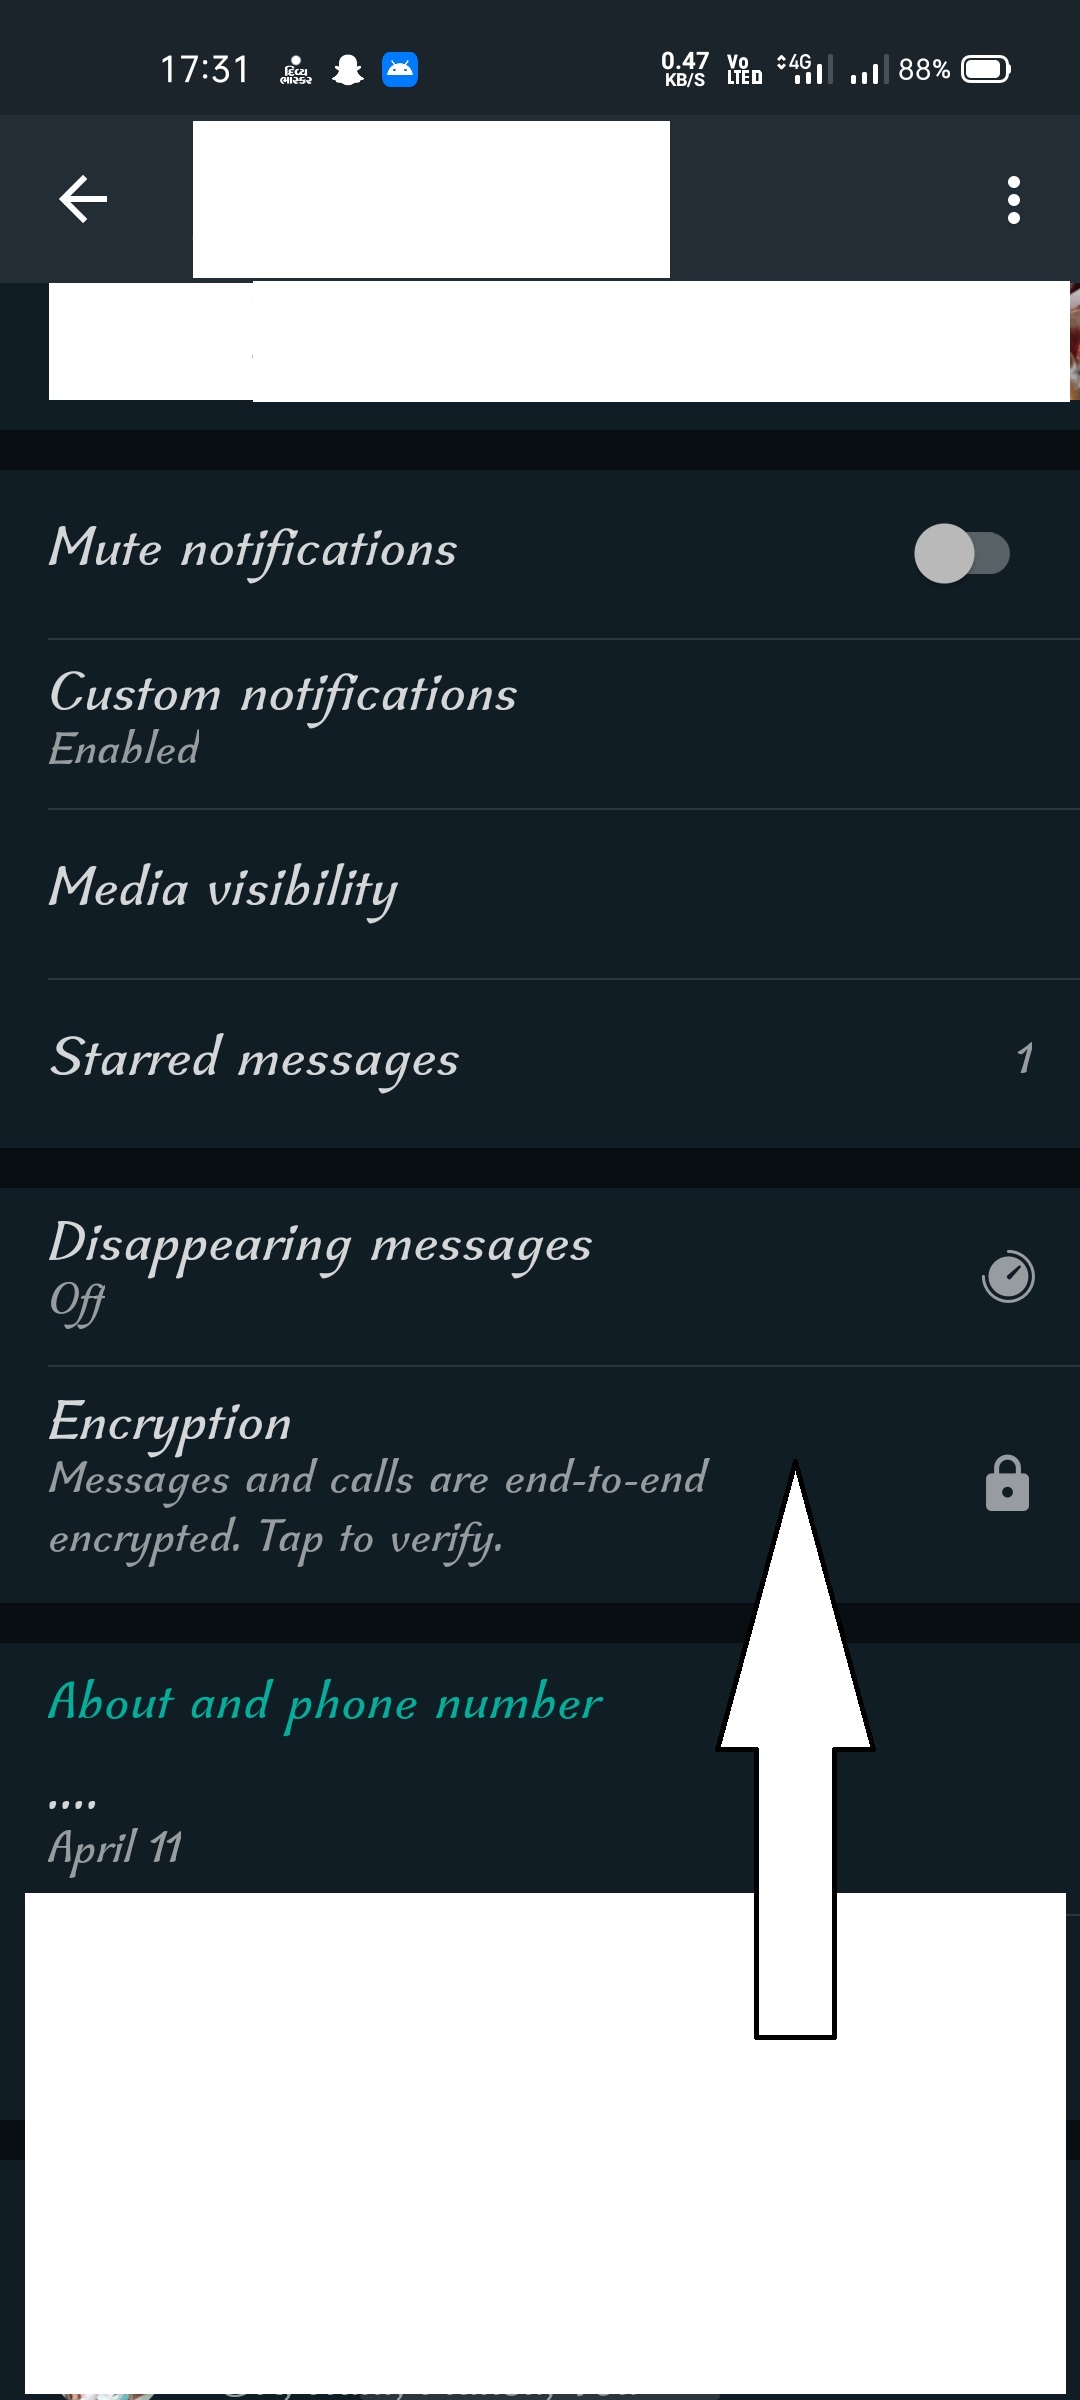 17:31
દિવ્ય
ભાસ્કર
0.47
KB/S
Vo
LTE
4G
88%
Mute notifications
Custom notifications
Enabled
Media visibility
Starred messages
1
Disappearing messages
Off
Encryption
Messages and calls are end-to-end
encrypted. Tap to verify.
About and phone number
....
April 11